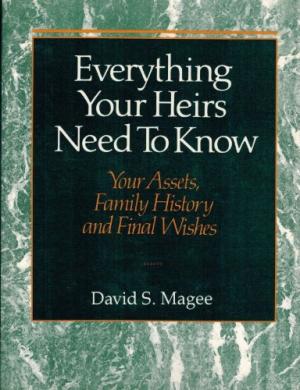 Everything
Your Heirs
Need To Know
Your Assets,
Family History
and Final Wishes
David S. Magee